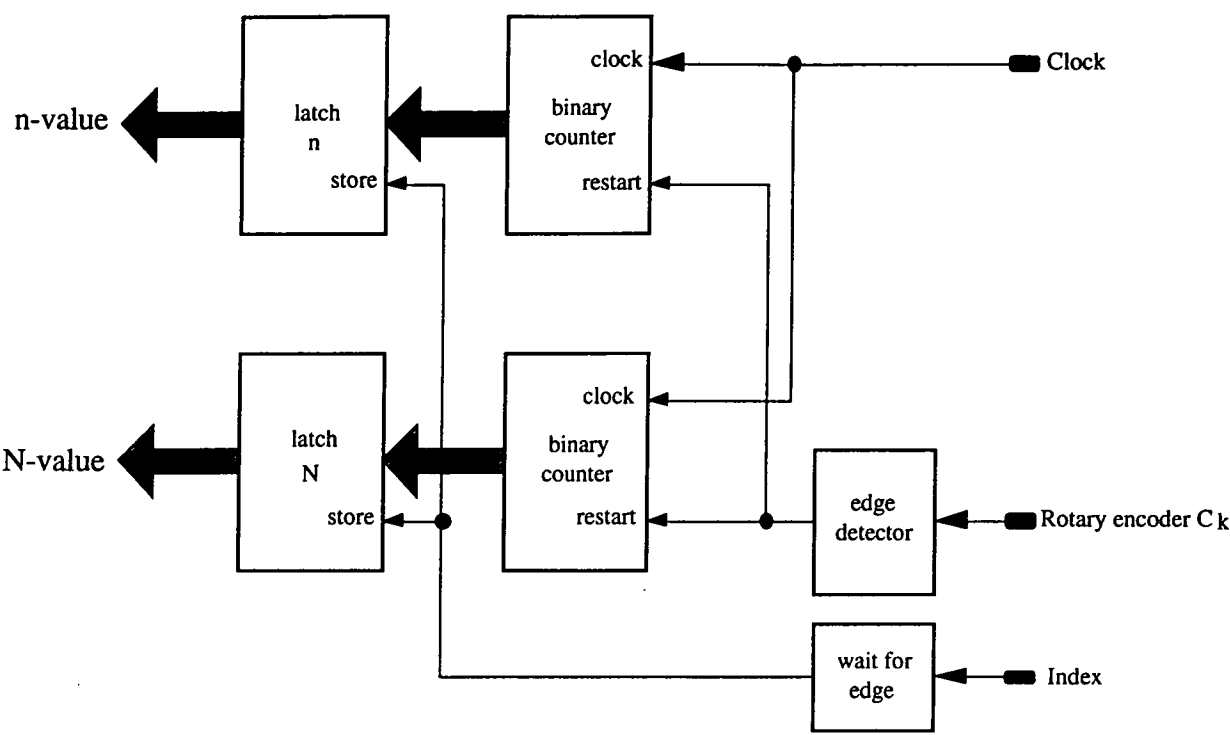 clock
Clock
n-value
latch
n
binary
counter
store
restart
clock
N-value
latch
N
binary
counter
store
restart
edge
detector
Rotary encoder Ck
wait for
edge
Index